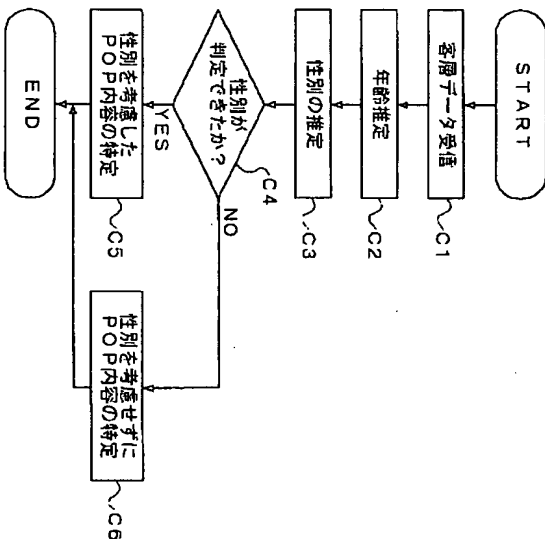 START
客層データ受信
C1
年齢推定
C2
性別の推定
C3
性別が
判定できたか?
C4
YES
NO
性別を考慮した
POP内容の特定
C5
性別を考慮せずに
POP内容の特定
C6
END